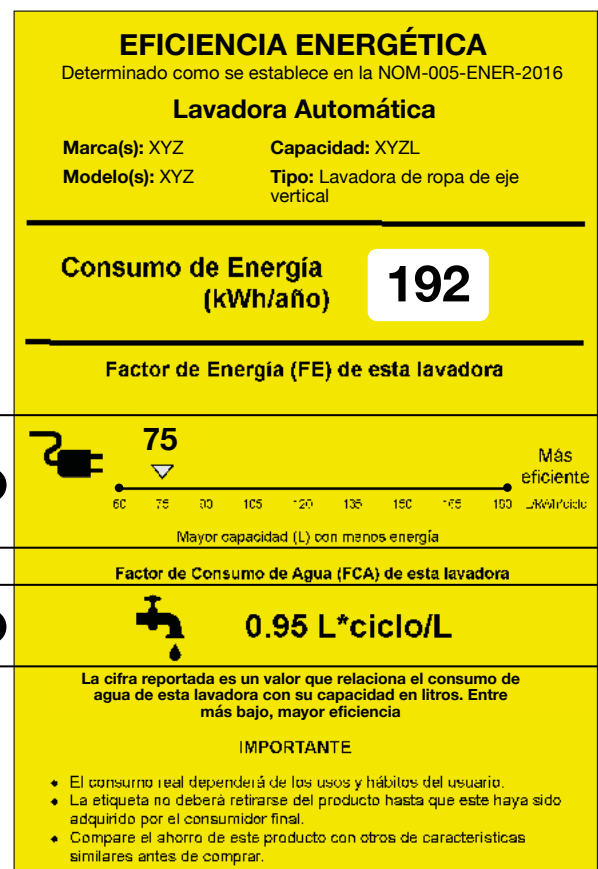 EFICIENCIA ENERGÉTICA
Determinado como se establece en la NOM-005-ENER-2016
Lavadora Automática
Marca(s): XYZ
Capacidad: XYZL
Modelo(s): XYZ
Tipo: Lavadora de ropa de eje
vertical
Consumo de Energía
(kWh/año)
192
Factor de Energía (FE) de esta lavadora
75
Más
eficiente
60 75 90 105 120 135 150 165 180 L/kWh/ciclo
Mayor capacidad (L) con menos energía
Factor de Consumo de Agua (FCA) de esta lavadora
0.95 L*ciclo/L
La cifra reportada es un valor que relaciona el consumo de
agua de esta lavadora con su capacidad en litros. Entre
más bajo, mayor eficiencia
IMPORTANTE
• El consumo real dependerá de los usos y hábitos del usuario.
• La etiqueta no deberá retirarse del producto hasta que este haya sido
adquirido por el consumidor final.
• Compare el ahorro de este producto con otros de características
similares antes de comprar.